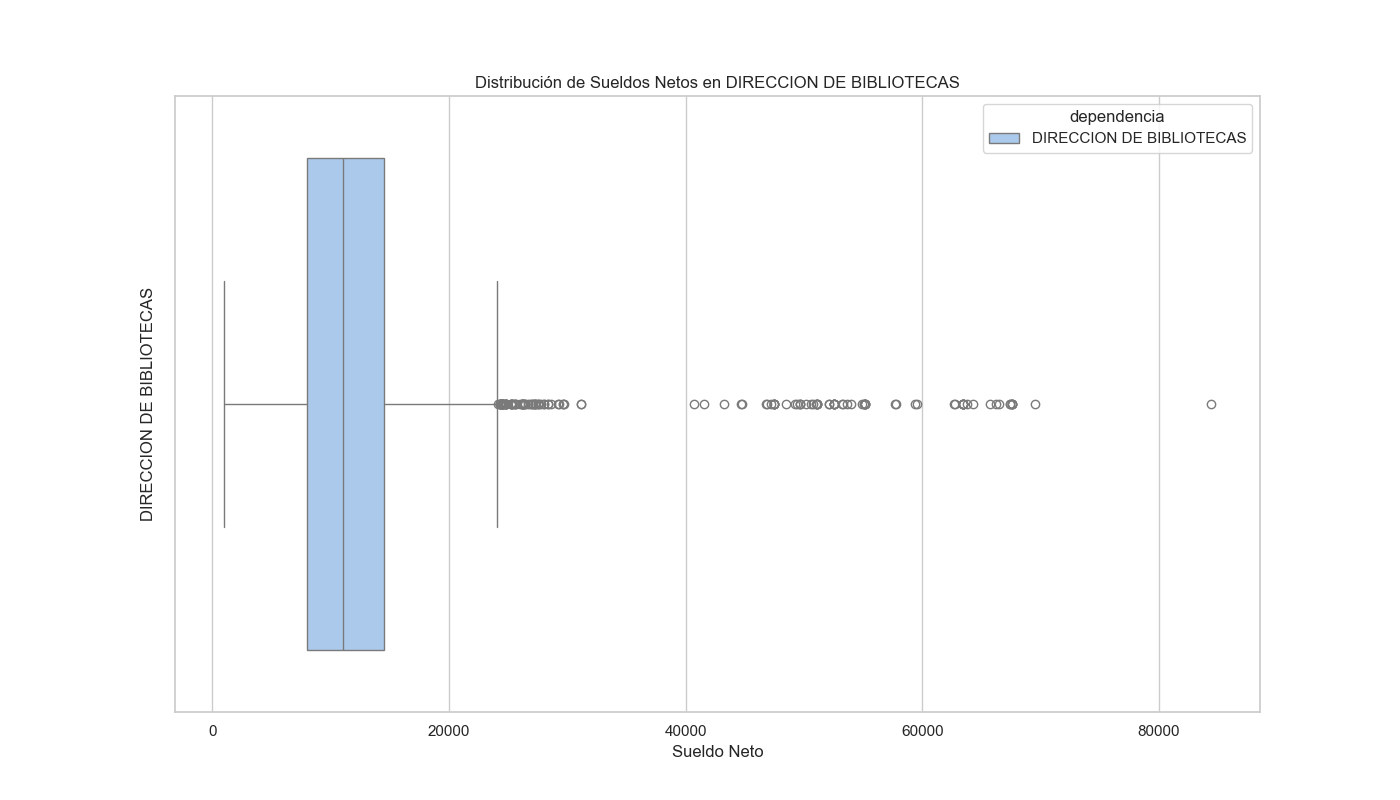 Distribución de Sueldos Netos en DIRECCION DE BIBLIOTECAS
dependencia
DIRECCION DE BIBLIOTECAS
DIRECCION DE BIBLIOTECAS
0
20000
40000
60000
80000
Sueldo Neto